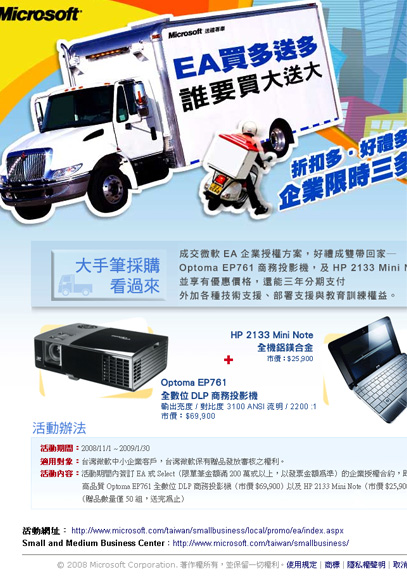 Microsoft
Microsoft 法國著車
EA買多送多
誰要買大送大
折扣多‧好禮多
企業限時三多
大手筆採購
看過來
成交微軟 EA 企業授權方案，好禮成雙帶回家—
Optoma EP761 商務投影機，及 HP 2133 Mini N
並享有優惠價格，還能三年分期支付
外加各種技術支援、部署支援與教育訓練權益。
HP 2133 Mini Note
全機鋁鎂合金
市價：$25,900
+
Optoma EP761
全數位 DLP 商務投影機
輸出亮度 / 對比度 3100 ANSI 流明 / 2200 :1
市價：$69,900
活動辦法
活動期間：2008/11/1 ~ 2009/1/30
適用對象：台灣微軟中小企業客戶，台灣微軟保有贈品發放審核之權利。
活動內容：活動期間內簽訂 EA 或 Select（限單筆金額滿 200 萬或以上，以發票金額為準）的企業授權合約，
商品質 Optoma EP761 全數位 DLP 商務投影機（市價 $69,900）以及 HP 2133 Mini Note（市價 $25,90
（贈品數量僅 50 組，送完為止）
活動網址： http://www.microsoft.com/taiwan/smallbusiness/local/promo/ea/index.aspx
Small and Medium Business Center：http://www.microsoft.com/taiwan/smallbusiness/
© 2008 Microsoft Corporation. 著作權所有，並保留一切權利。使用規定 | 商標 | 隱私權聲明 | 取消